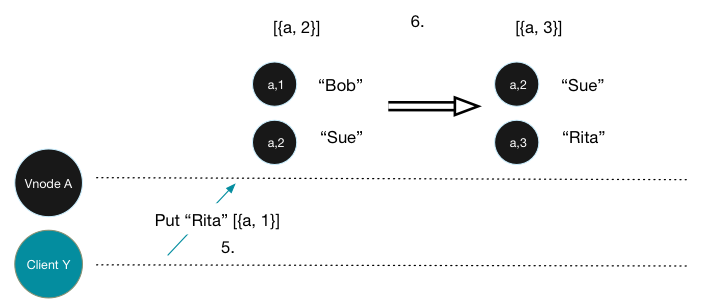 [{a, 2}]
6.
[{a, 3}]
a,1
“Bob”
a,2
“Sue”
a,2
“Sue”
a,3
“Rita”
Vnode A
Put “Rita” [{a, 1}]
5.
Client Y